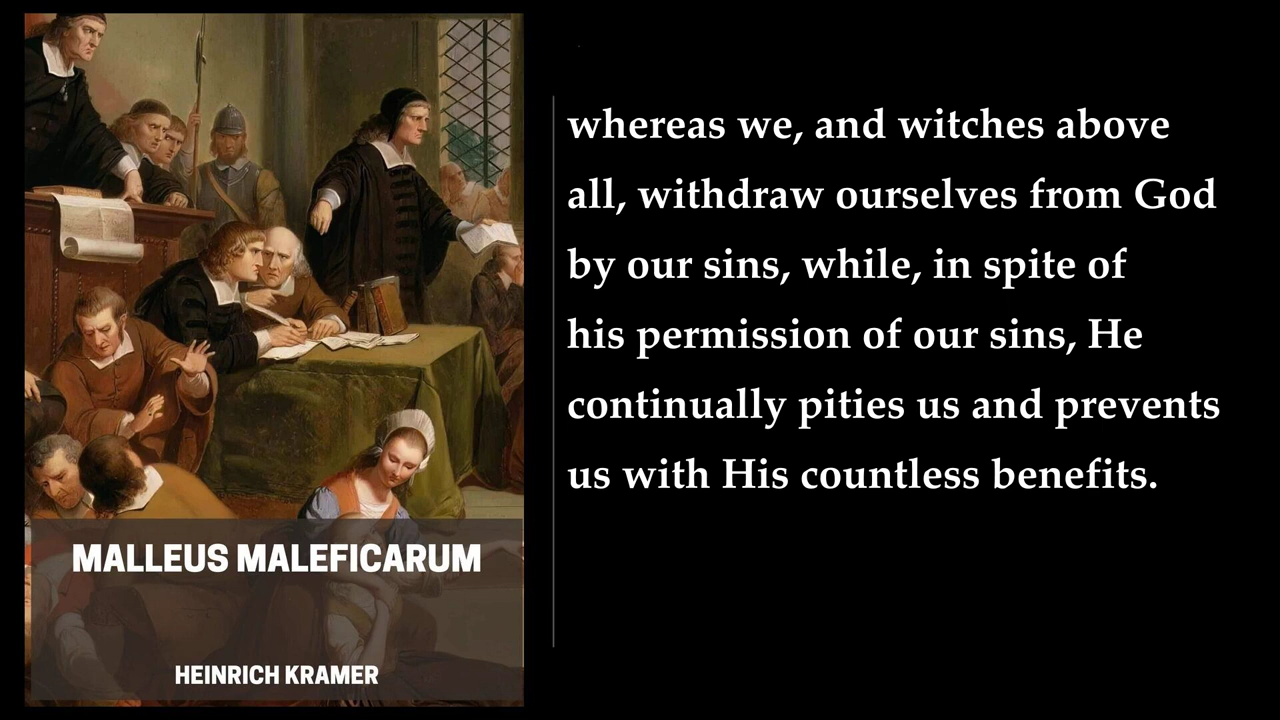 MALLEUS MALEFICARUM
HEINRICH KRAMER
whereas we, and witches above
all, withdraw ourselves from God
by our sins, while, in spite of
his permission of our sins, He
continually pities us and prevents
us with His countless benefits.